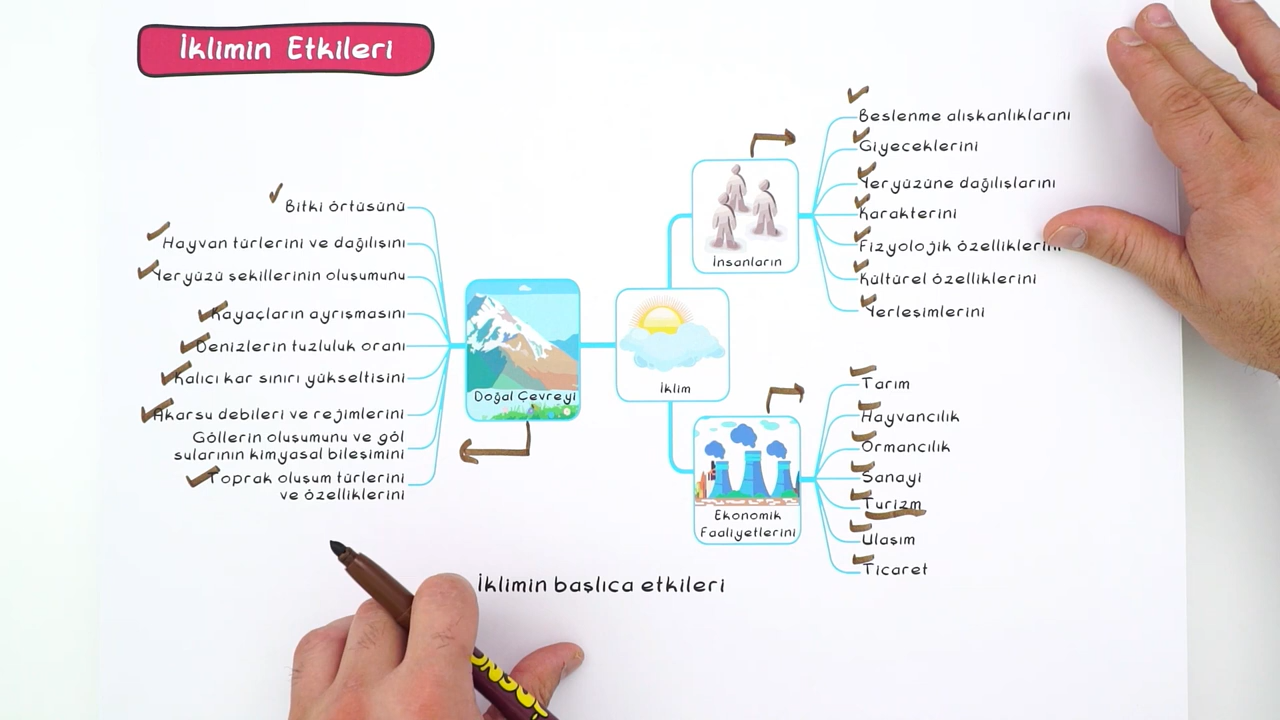 İklimin Etkileri
Bitki örtüsünü
Hayvan türlerini ve dağılışını
Yeryüzü şekillerinin oluşumunu
Kayaçların ayrışmasını
Denizlerin tuzluluk oranı
Kalıcı kar sınırı yükseltisini
Akarsu debileri ve rejimlerini
Göllerin oluşumunu ve göl
sularının kimyasal bileşimini
Toprak oluşum türlerini
ve özelliklerini
Doğal Çevreyi
İklim
İnsanların
Beslenme alışkanlıklarını
Giyeceklerini
Yeryüzüne dağılışlarını
Karakterini
Fizyolojik özelliklerini
Kültürel özelliklerini
Yerleşimlerini
Ekonomik
Faaliyetlerini
Tarım
Hayvancılık
Ormancılık
Sanayi
Turizm
Ulaşım
Ticaret
İklimin başlıca etkileri